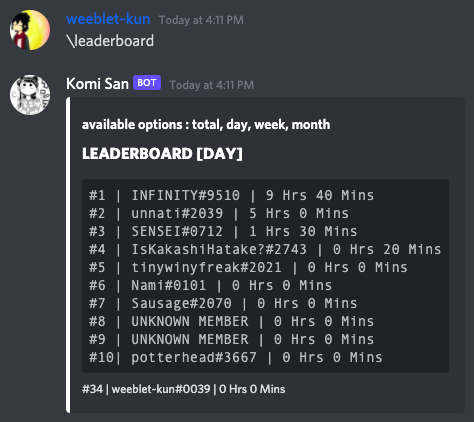 weeblet-kun Today at 4:11 PM
\leaderboard
Komi San BOT Today at 4:11 PM
available options : total, day, week, month
LEADERBOARD [DAY]
#1 | INFINITY#9510 | 9 Hrs 40 Mins
#2 | unnati#2039 | 5 Hrs 0 Mins
#3 | SENSEI#0712 | 1 Hrs 30 Mins
#4 | IsKakashiHatake?#2743 | 0 Hrs 20 Mins
#5 | tinywinyfreak#2021 | 0 Hrs 0 Mins
#6 | Nami#0101 | 0 Hrs 0 Mins
#7 | Sausage#2070 | 0 Hrs 0 Mins
#8 | UNKNOWN MEMBER | 0 Hrs 0 Mins
#9 | UNKNOWN MEMBER | 0 Hrs 0 Mins
#10| potterhead#3667 | 0 Hrs 0 Mins
#34 | weeblet-kun#0039 | 0 Hrs 0 Mins